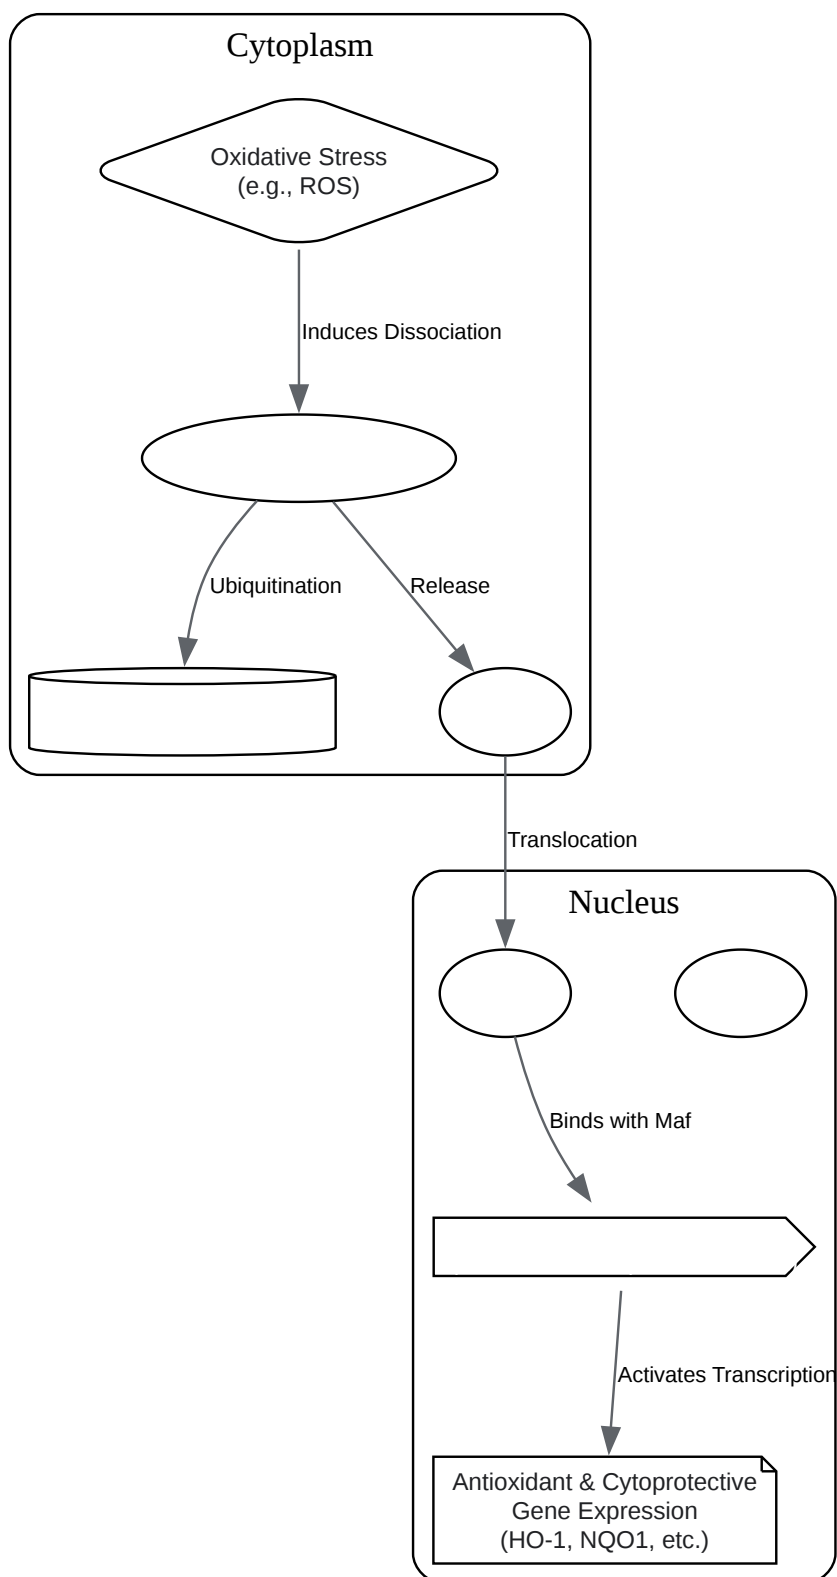 Cytoplasm
Oxidative Stress
(e.g., ROS)
Induces Dissociation
Ubiquitination
Release
Translocation
Nucleus
Binds with Maf
Activates Transcription
Antioxidant & Cytoprotective
Gene Expression
(HO-1, NQO1, etc.)